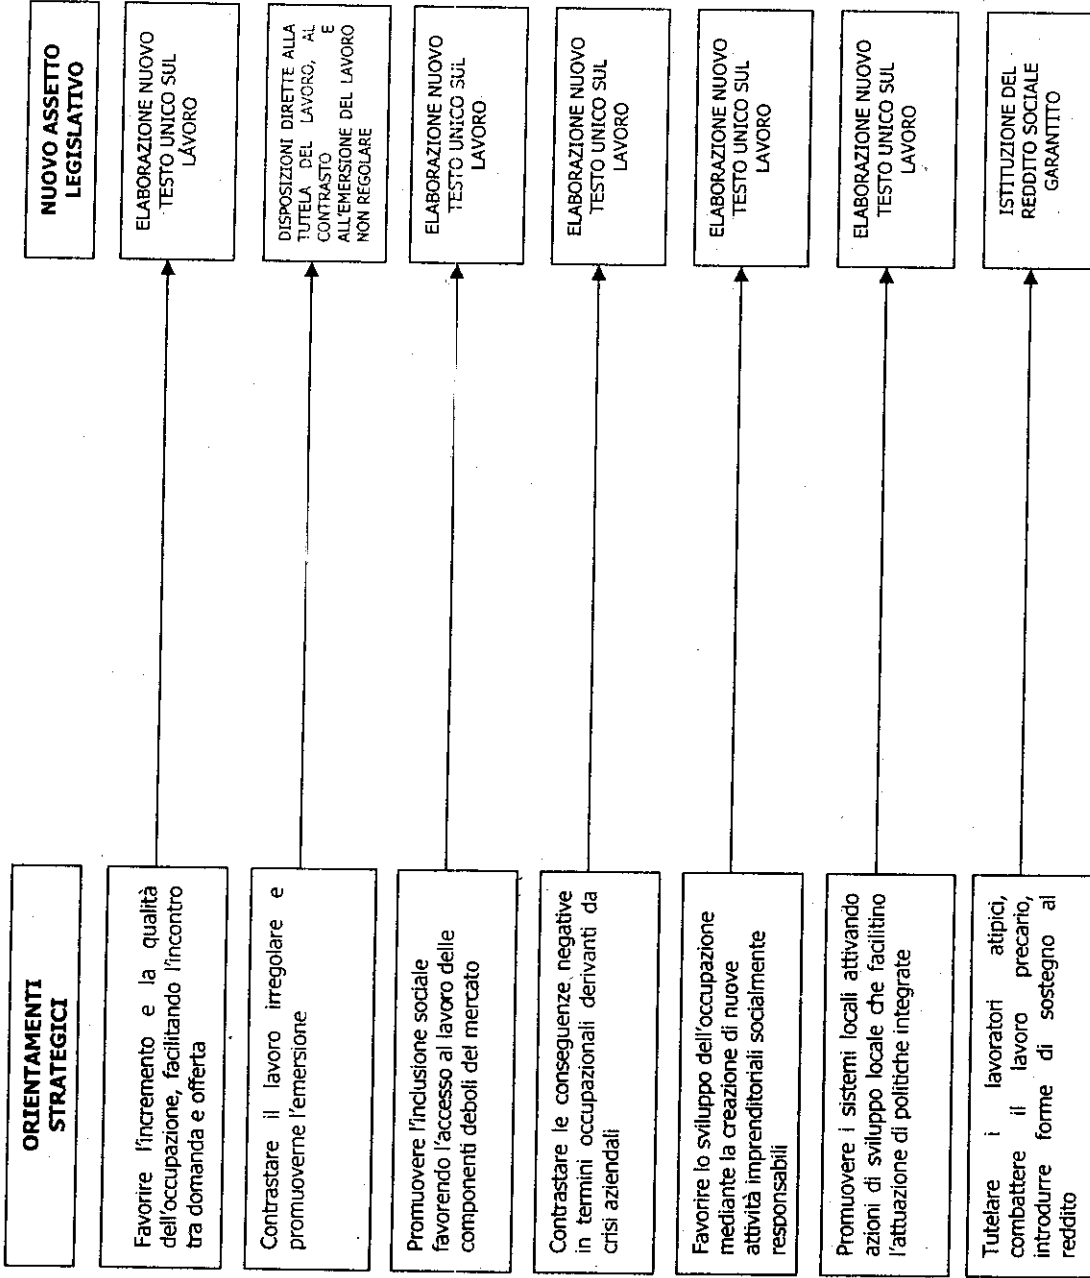 ORIENTAMENTI
STRATEGICI
NUOVO ASSETTO
LEGISLATIVO
Favorire l'incremento e la qualità
dell'occupazione, facilitando l'incontro
tra domanda e offerta
ELABORAZIONE NUOVO
TESTO UNICO SUL
LAVORO
Contrastare il lavoro irregolare e
promuoverne l'emersione
DISPOSIZIONI DIRETTE ALLA
TUTELA DEL LAVORO, AL
CONTRASTO E
ALL'EMERSIONE DEL LAVORO
NON REGOLARE
Promuovere l'inclusione sociale
favorendo l'accesso al lavoro delle
componenti deboli del mercato
ELABORAZIONE NUOVO
TESTO UNICO SUL
LAVORO
Contrastare le conseguenze negative
in termini occupazionali derivanti da
crisi aziendali
ELABORAZIONE NUOVO
TESTO UNICO SUL
LAVORO
Favorire lo sviluppo dell'occupazione
mediante la creazione di nuove
attività imprenditoriali socialmente
responsabili
ELABORAZIONE NUOVO
TESTO UNICO SUL
LAVORO
Promuovere i sistemi locali attivando
azioni di sviluppo locale che facilitino
l'attuazione di politiche integrate
ELABORAZIONE NUOVO
TESTO UNICO SUL
LAVORO
Tutelare i lavoratori atipici,
combattere il lavoro precario,
introdurre forme di sostegno al
reddito
ISTITUZIONE DEL
REDDITO SOCIALE
GARANTITO